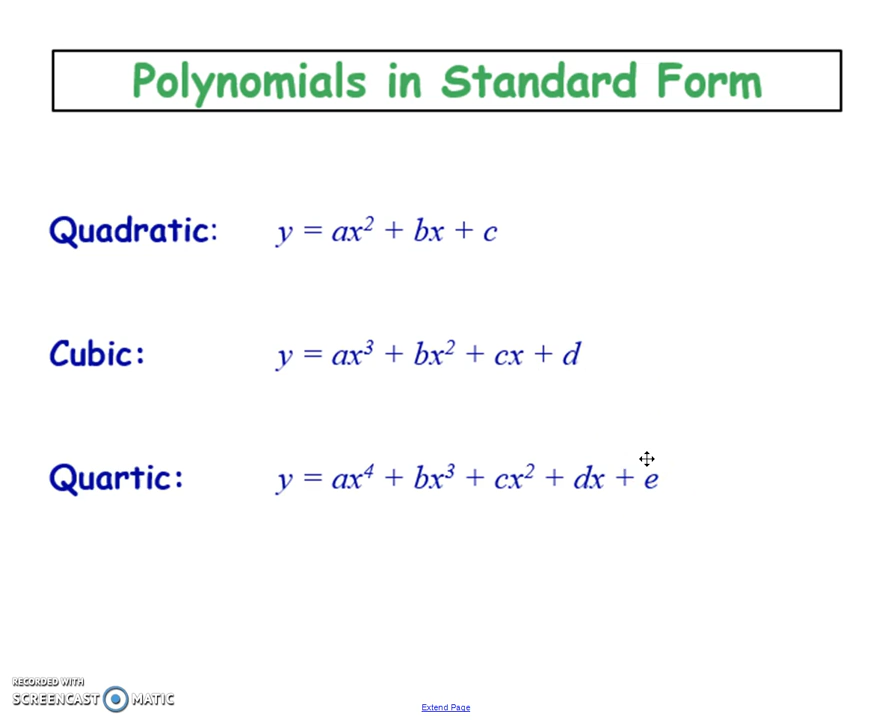 Polynomials in Standard Form
Quadratic: y = ax² + bx + c
Cubic: y = ax³ + bx² + cx + d
Quartic: y = ax⁴ + bx³ + cx² + dx + e
RECORDED WITH
SCREENCAST MATIC
Extend Page